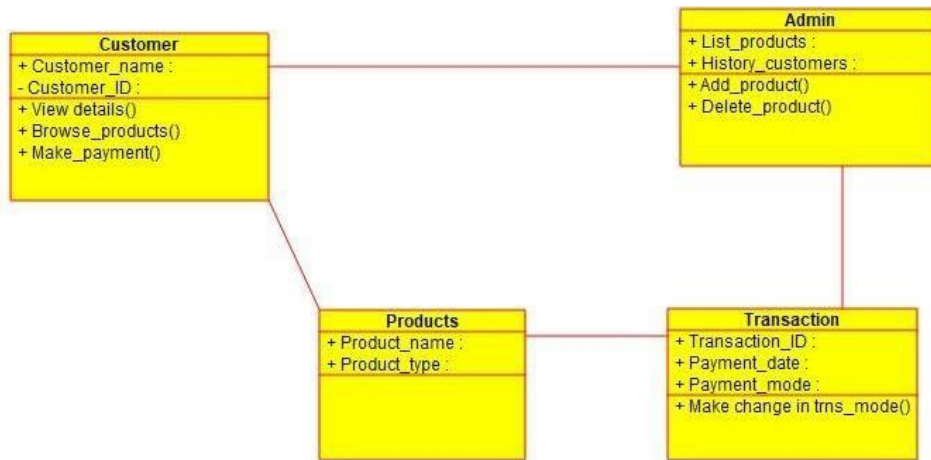 Customer
+ Customer_name :
- Customer_ID :
+ View details()
+ Browse_products()
+ Make_payment()
Admin
+ List_products :
+ History_customers :
+ Add_product()
+ Delete_product()
Products
+ Product_name :
+ Product_type :
Transaction
+ Transaction_ID :
+ Payment_date :
+ Payment_mode :
+ Make change in trns_mode()